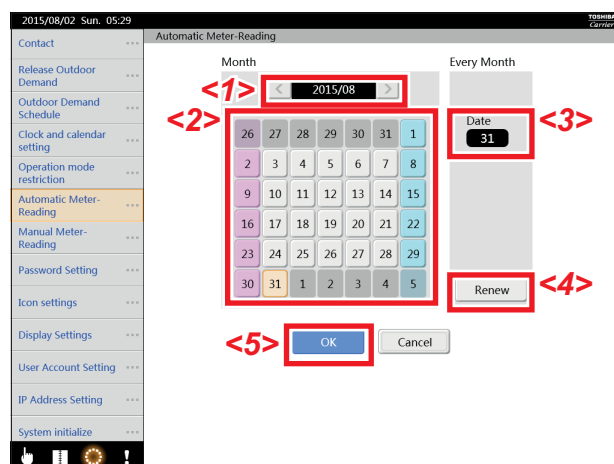 2015/08/02 Sun. 05:29
TOSHIBA
Carrier
Contact
Release Outdoor
Demand
Outdoor Demand
Schedule
Clock and calendar
setting
Operation mode
restriction
Automatic Meter-
Reading
Manual Meter-
Reading
Password Setting
Icon settings
Display Settings
User Account Setting
IP Address Setting
System initialize
Automatic Meter-Reading
Month
<1>
< 2015/08 >
<2>
26 27 28 29 30 31 1
2 3 4 5 6 7 8
9 10 11 12 13 14 15
16 17 18 19 20 21 22
23 24 25 26 27 28 29
30 31 1 2 3 4 5
Every Month
Date
31
<3>
Renew
<4>
<5>
OK
Cancel
!